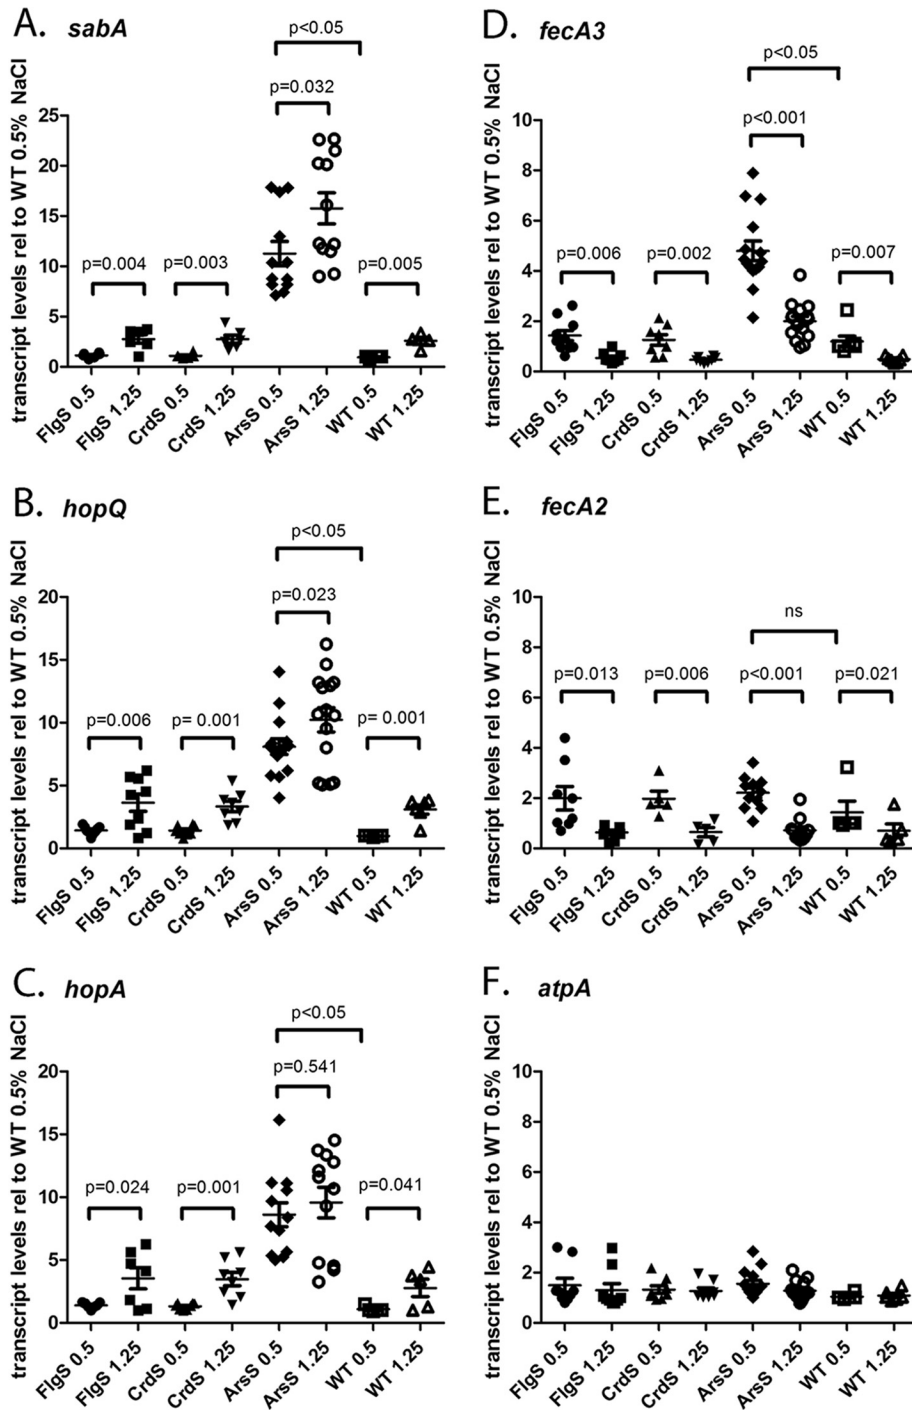 A. sabA
transcript levels rel to WT 0.5% NaCl
p<0.05
p=0.032
p=0.004
p=0.003
p=0.005
25
20
15
10
5
0
FlgS 0.5
FlgS 1.25
CrdS 0.5
CrdS 1.25
ArsS 0.5
ArsS 1.25
WT 0.5
WT 1.25
D. fecA3
transcript levels rel to WT 0.5% NaCl
p<0.05
p<0.001
p=0.006
p=0.002
p=0.007
10
8
6
4
2
0
FlgS 0.5
FlgS 1.25
CrdS 0.5
CrdS 1.25
ArsS 0.5
ArsS 1.25
WT 0.5
WT 1.25
B. hopQ
transcript levels rel to WT 0.5% NaCl
p<0.05
p=0.023
p=0.006
p= 0.001
p= 0.001
20
15
10
5
0
FlgS 0.5
FlgS 1.25
CrdS 0.5
CrdS 1.25
ArsS 0.5
ArsS 1.25
WT 0.5
WT 1.25
E. fecA2
transcript levels rel to WT 0.5% NaCl
ns
p=0.013
p=0.006
p<0.001
p=0.021
10
8
6
4
2
0
FlgS 0.5
FlgS 1.25
CrdS 0.5
CrdS 1.25
ArsS 0.5
ArsS 1.25
WT 0.5
WT 1.25
C. hopA
transcript levels rel to WT 0.5% NaCl
p<0.05
p=0.541
p=0.024
p=0.001
p=0.041
20
15
10
5
0
FlgS 0.5
FlgS 1.25
CrdS 0.5
CrdS 1.25
ArsS 0.5
ArsS 1.25
WT 0.5
WT 1.25
F. atpA
transcript levels rel to WT 0.5% NaCl
10
8
6
4
2
0
FlgS 0.5
FlgS 1.25
CrdS 0.5
CrdS 1.25
ArsS 0.5
ArsS 1.25
WT 0.5
WT 1.25